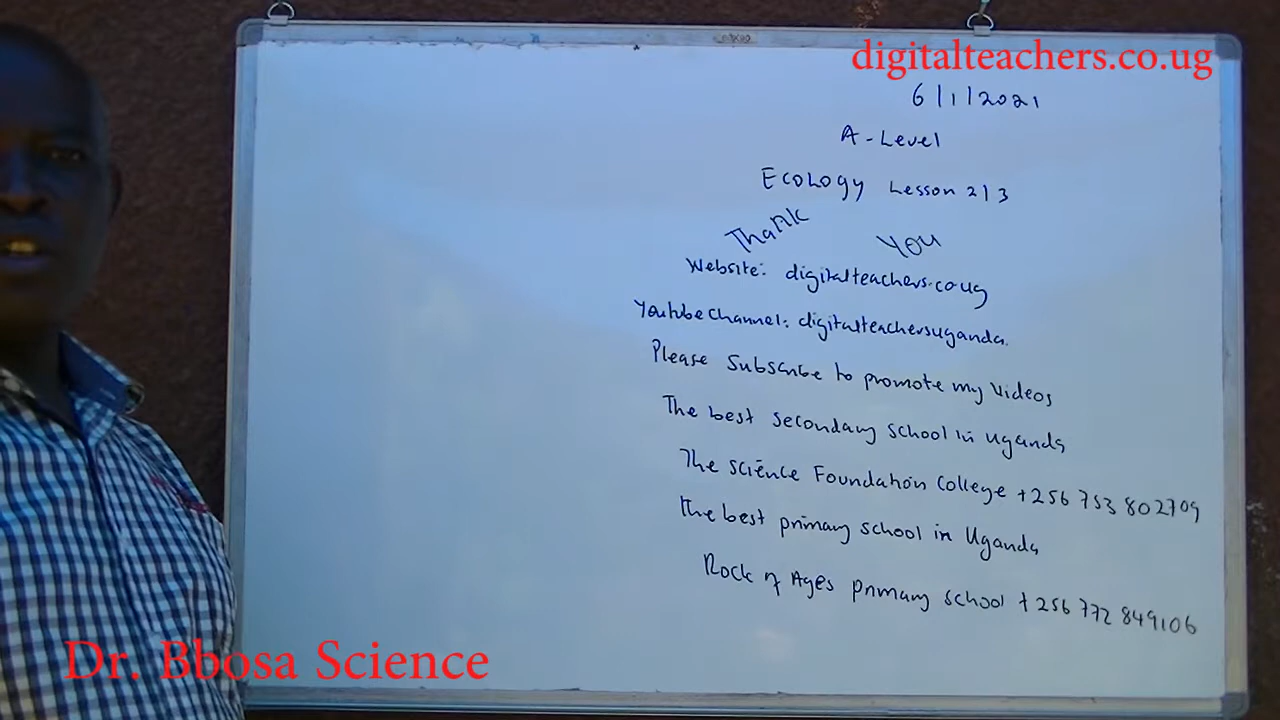 digitalteachers.co.ug
6/1/2021
A-Level
Ecology Lesson 213
Thank You
Website: digitalteachers.co.ug
Youtube channel: digitalteachersuganda.
Please subscribe to promote my videos
The best secondary school in uganda
The science Foundation college +256 753 802709
The best primary school in Uganda
Rock of Ages primary school +256 772 849106
Dr. Bbosa Science